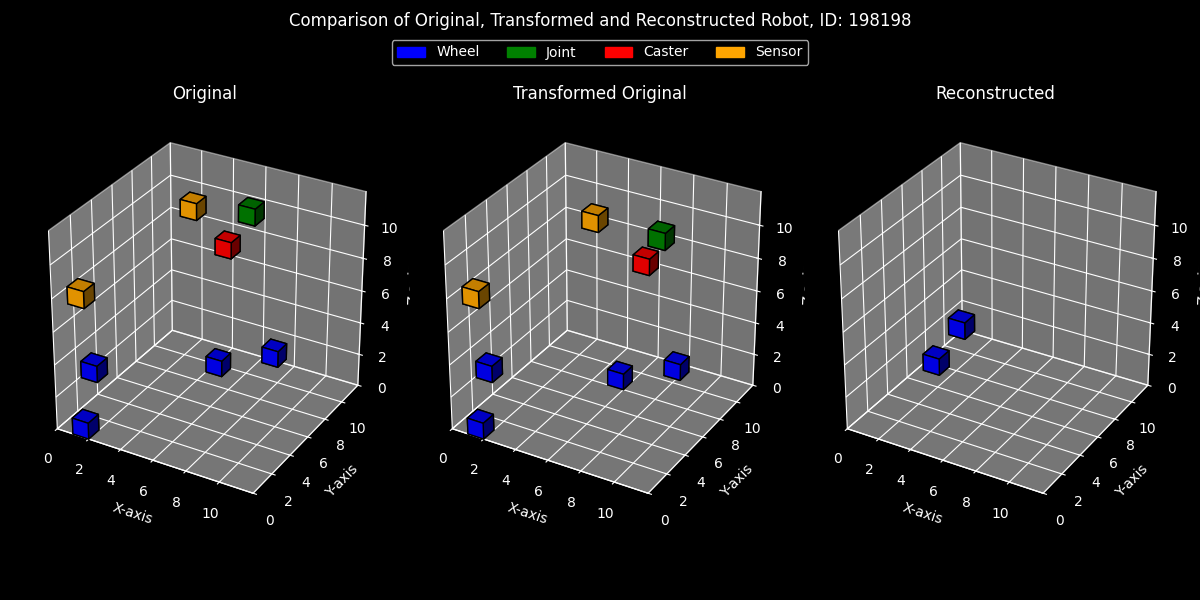 Comparison of Original, Transformed and Reconstructed Robot, ID: 198198
Wheel Joint Caster Sensor
Original Transformed Original Reconstructed
10 10 10
8 8 8
6 6 6
4 4 4
2 2 2
0 0 0
0 2 4 6 8 10 0 2 4 6 8 10 0 2 4 6 8 10
0 2 4 6 8 10 0 2 4 6 8 10 0 2 4 6 8 10
X-axis Y-axis X-axis Y-axis X-axis Y-axis